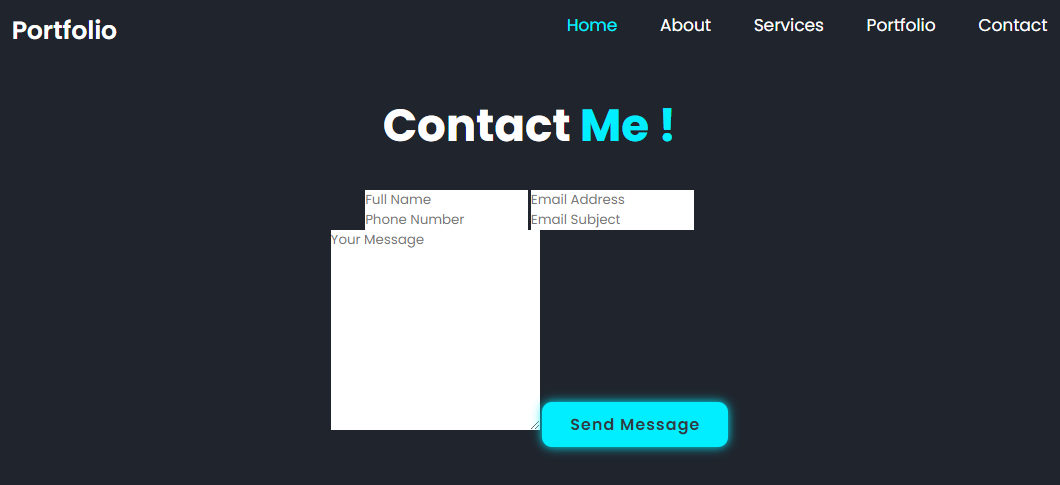 Portfolio Home About Services Portfolio Contact
Contact Me !
Full Name Email Address
Phone Number Email Subject
Your Message
Send Message